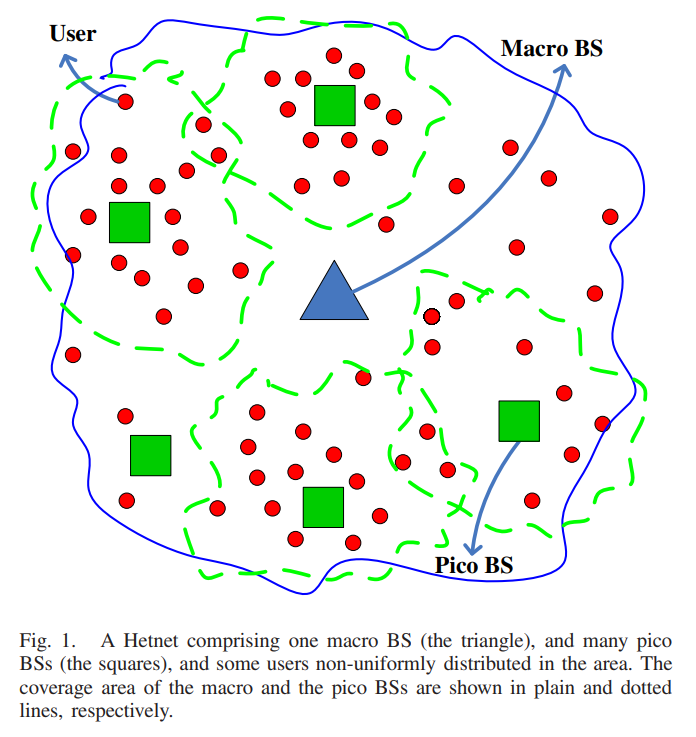 User
Macro BS
Pico BS
Fig. 1. A Hetnet comprising one macro BS (the triangle), and many pico
BSs (the squares), and some users non-uniformly distributed in the area. The
coverage area of the macro and the pico BSs are shown in plain and dotted
lines, respectively.